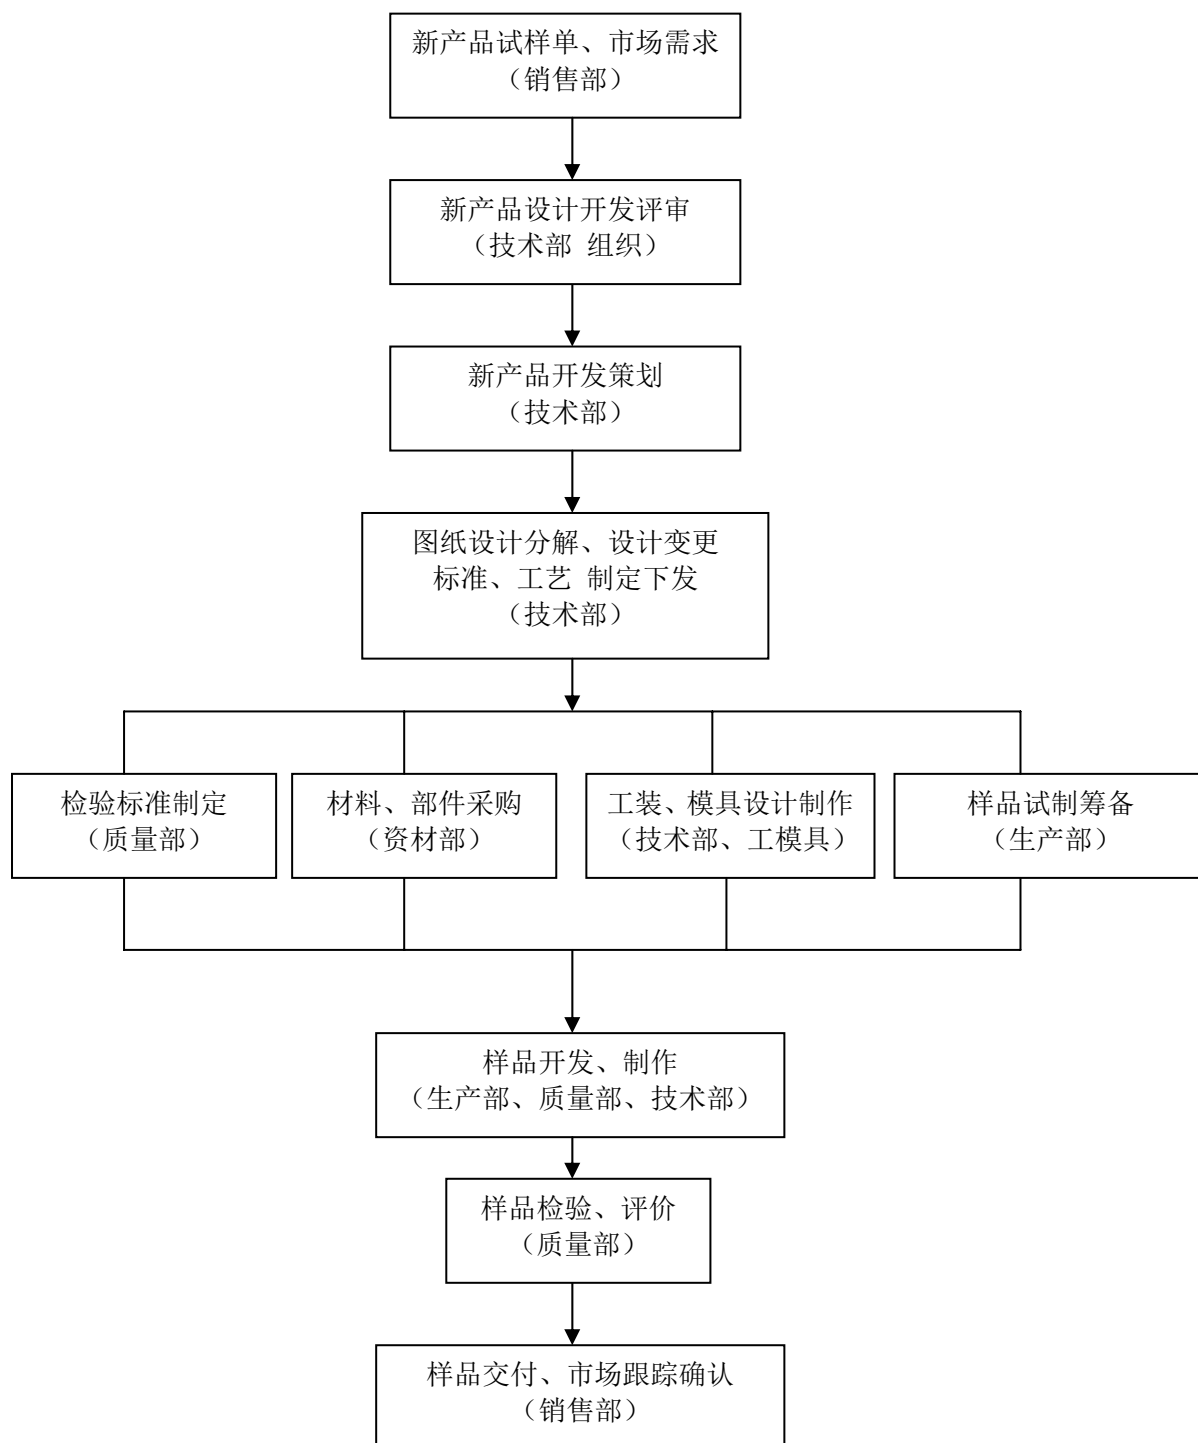 新产品试样单、市场需求
（销售部）
新产品设计开发评审
（技术部 组织）
新产品开发策划
（技术部）
图纸设计分解、设计变更
标准、工艺 制定下发
（技术部）
检验标准制定
（质量部）
材料、部件采购
（资材部）
工装、模具设计制作
（技术部、工模具）
样品试制筹备
（生产部）
样品开发、制作
（生产部、质量部、技术部）
样品检验、评价
（质量部）
样品交付、市场跟踪确认
（销售部）